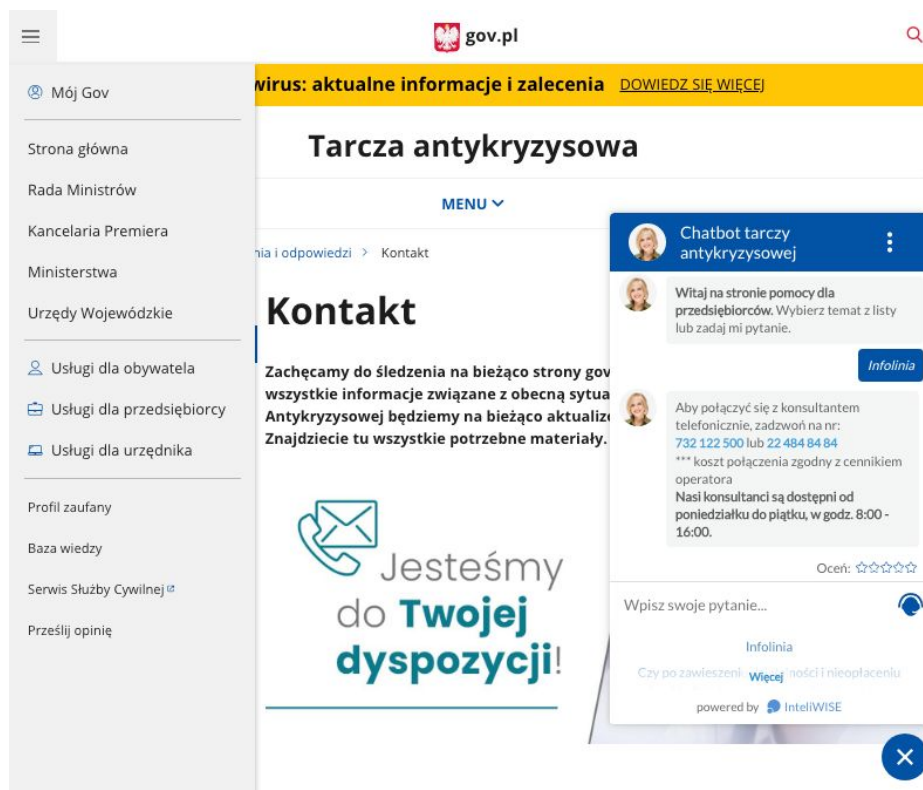 gov.pl
Mój Gov
Strona główna
Rada Ministrów
Kancelaria Premiera
Ministerstwa
Urzędy Wojewódzkie
Usługi dla obywatela
Usługi dla przedsiębiorcy
Usługi dla urzędnika
Profil zaufany
Baza wiedzy
Serwis Służby Cywilnej
Prześlij opinię
wirus: aktualne informacje i zalecenia DOWIEDZ SIĘ WIĘCEJ
Tarcza antykryzysowa
MENU
nia i odpowiedzi > Kontakt
Kontakt
Zachęcamy do śledzenia na bieżąco strony gov
wszystkie informacje związane z obecną sytua
Antykryzysowej będziemy na bieżąco aktualizo
Znajdziecie tu wszystkie potrzebne materiały.
Jesteśmy
do Twojej
dyspozycji!
Chatbot tarczy
antykryzysowej
Witaj na stronie pomocy dla
przedsiębiorców. Wybierz temat z listy
lub zadaj mi pytanie.
Infolinia
Aby połączyć się z konsultantem
telefonicznie, zadzwoń na nr:
732 122 500 lub 22 484 84 84
*** koszt połączenia zgodny z cennikiem
operatora
Nasi konsultanci są dostępni od
poniedziałku do piątku, w godz. 8:00 -
16:00.
Oceń:
Wpisz swoje pytanie...
Infolinia
Czy po zawieszeni ności i nieopłaceniu
Więcej
powered by InteliWISE